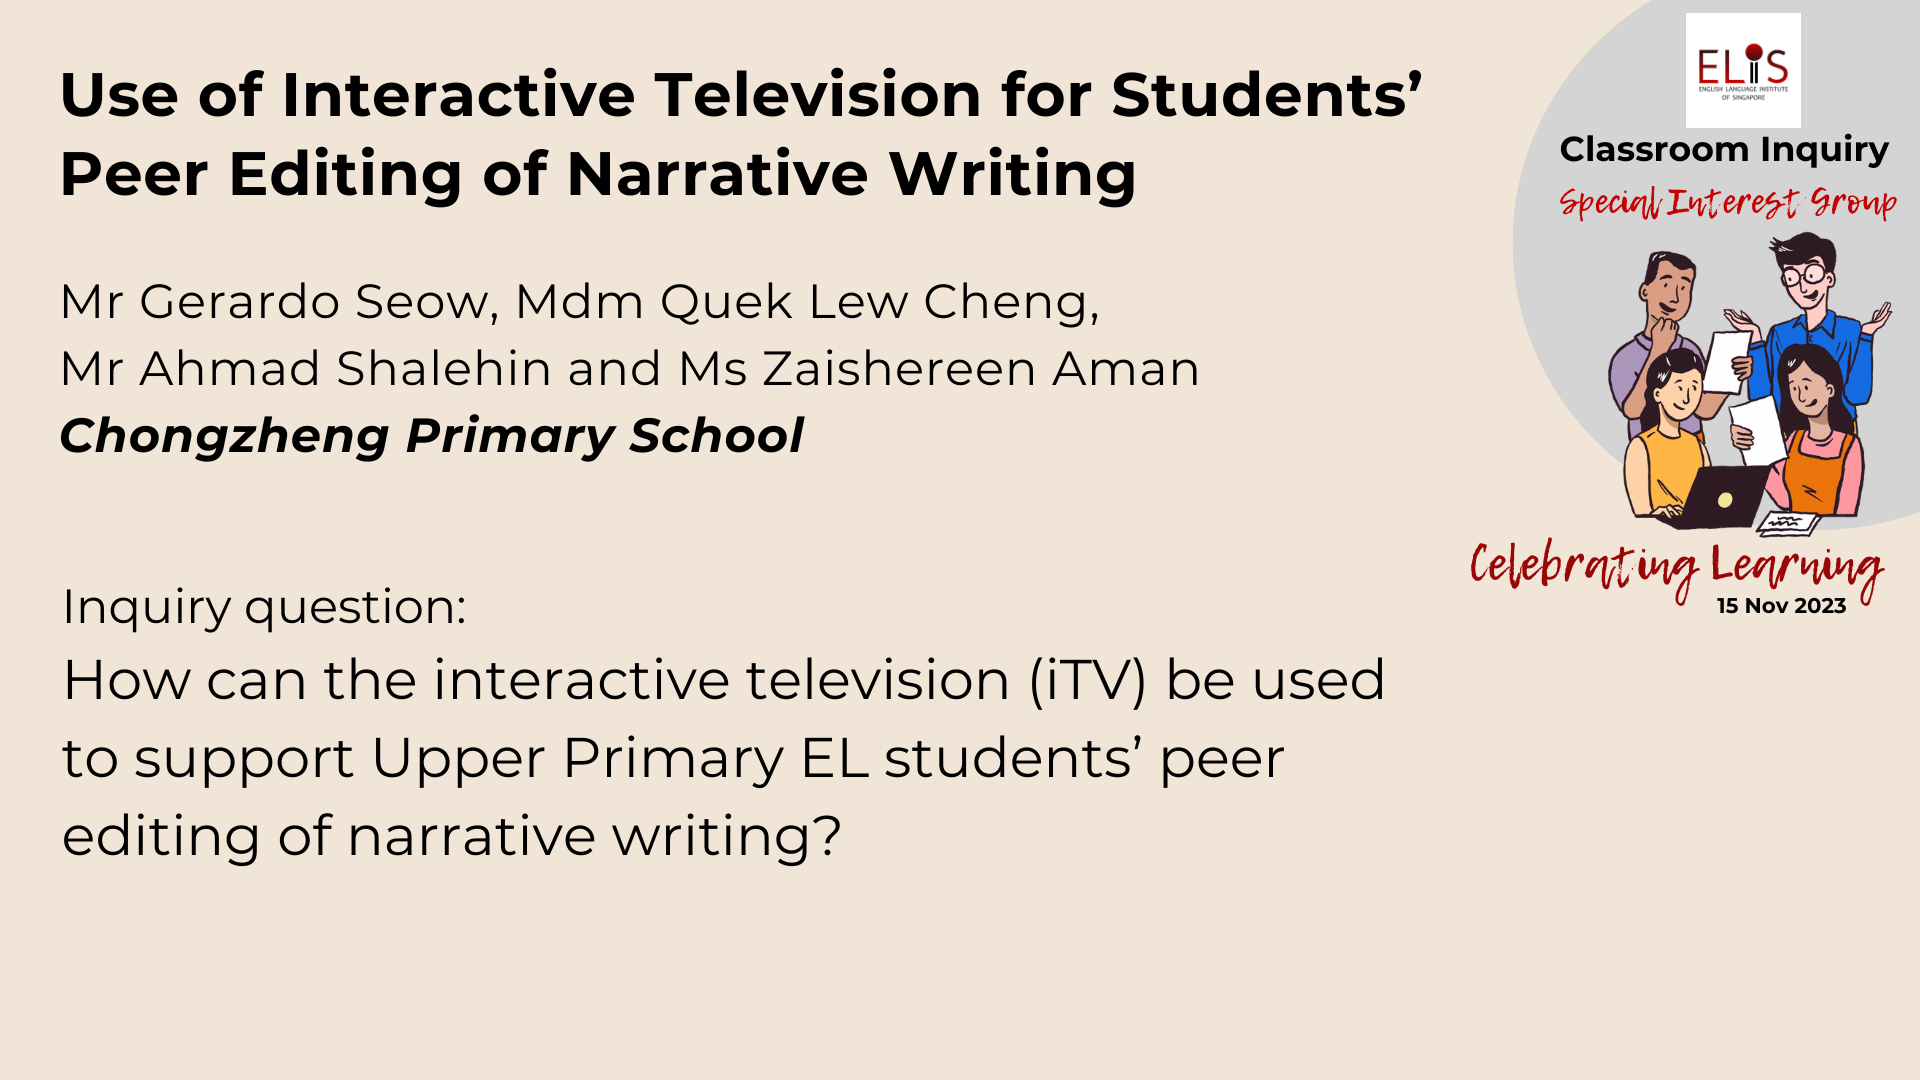 Use of Interactive Television for Students’
Peer Editing of Narrative Writing
Mr Gerardo Seow, Mdm Quek Lew Cheng,
Mr Ahmad Shalehin and Ms Zaishereen Aman
Chongzheng Primary School
Inquiry question:
How can the interactive television (iTV) be used
to support Upper Primary EL students’ peer
editing of narrative writing?
ELiS
ENGLISH LANGUAGE INSTITUTE
OF SINGAPORE
Classroom Inquiry
Special Interest Group
Celebrating Learning
15 Nov 2023